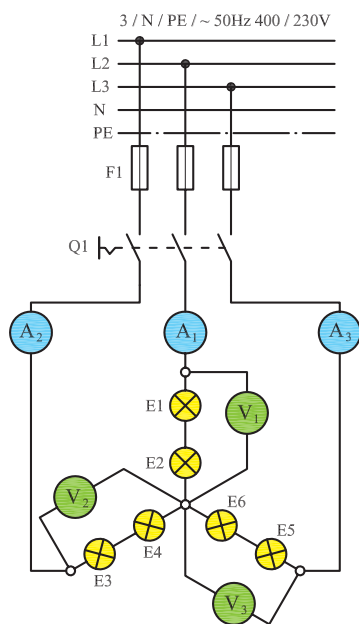 3 / N / PE / ~ 50Hz 400 / 230V
L1
L2
L3
N
PE
F1
Q1
A2 A1 A3
E1
V1
E2
V2
E6
E5
E4
E3
V3